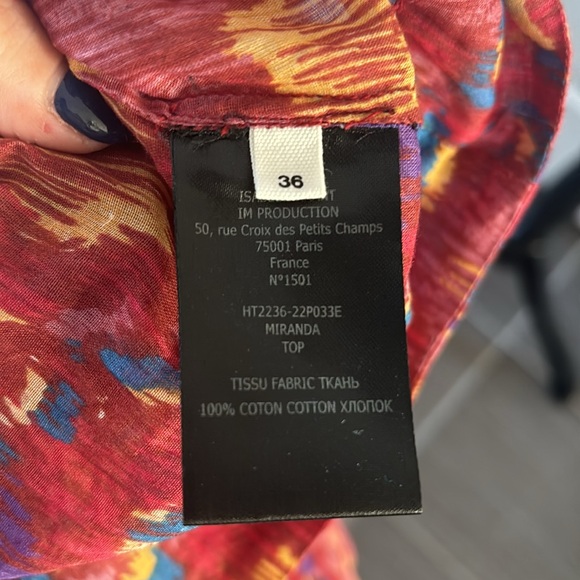 36
IM PRODUCTION
50, rue Croix des Petits Champs
75001 Paris
France
N°1501
HT2236-22P033E
MIRANDA
TOP
TISSU FABRIC ТКАНЬ
100% COTON COTTON ХЛОПОК